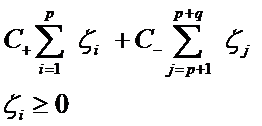 C₊ ∑_{i=1}^{p} ζ_i + C₋ ∑_{j=p+1}^{p+q} ζ_j
ζ_i ≥ 0